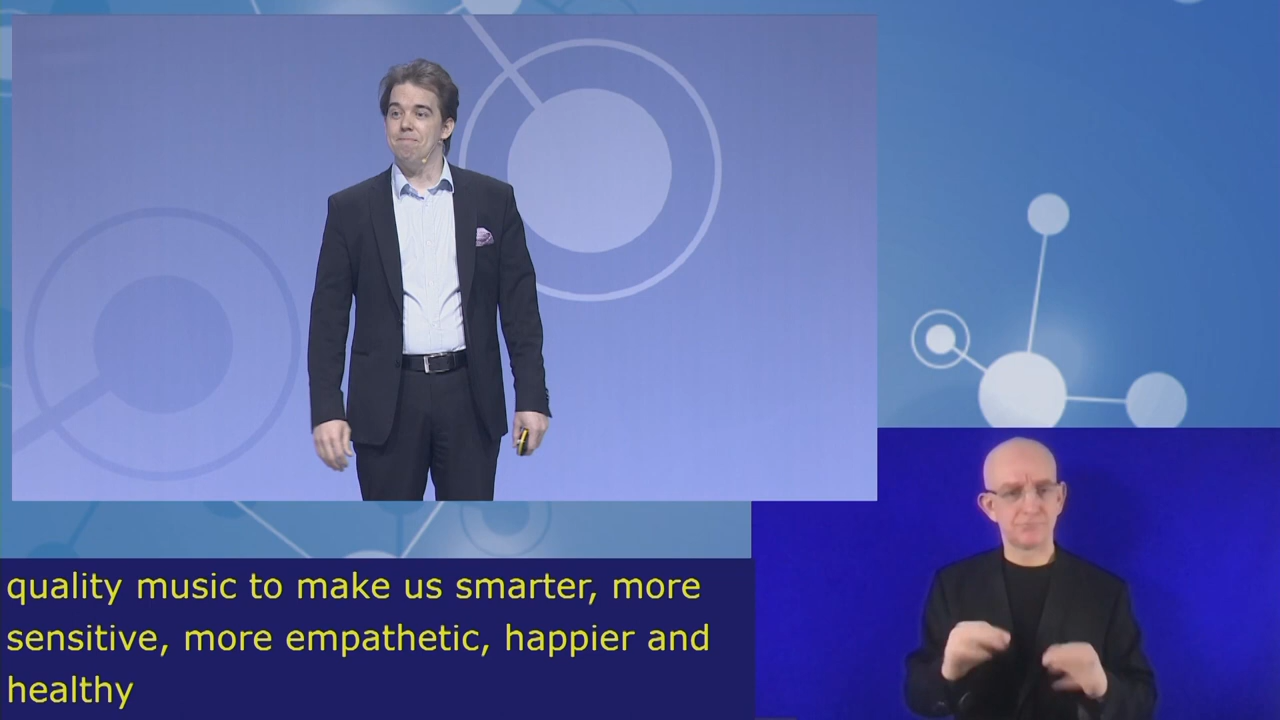 quality music to make us smarter, more
sensitive, more empathetic, happier and
healthy